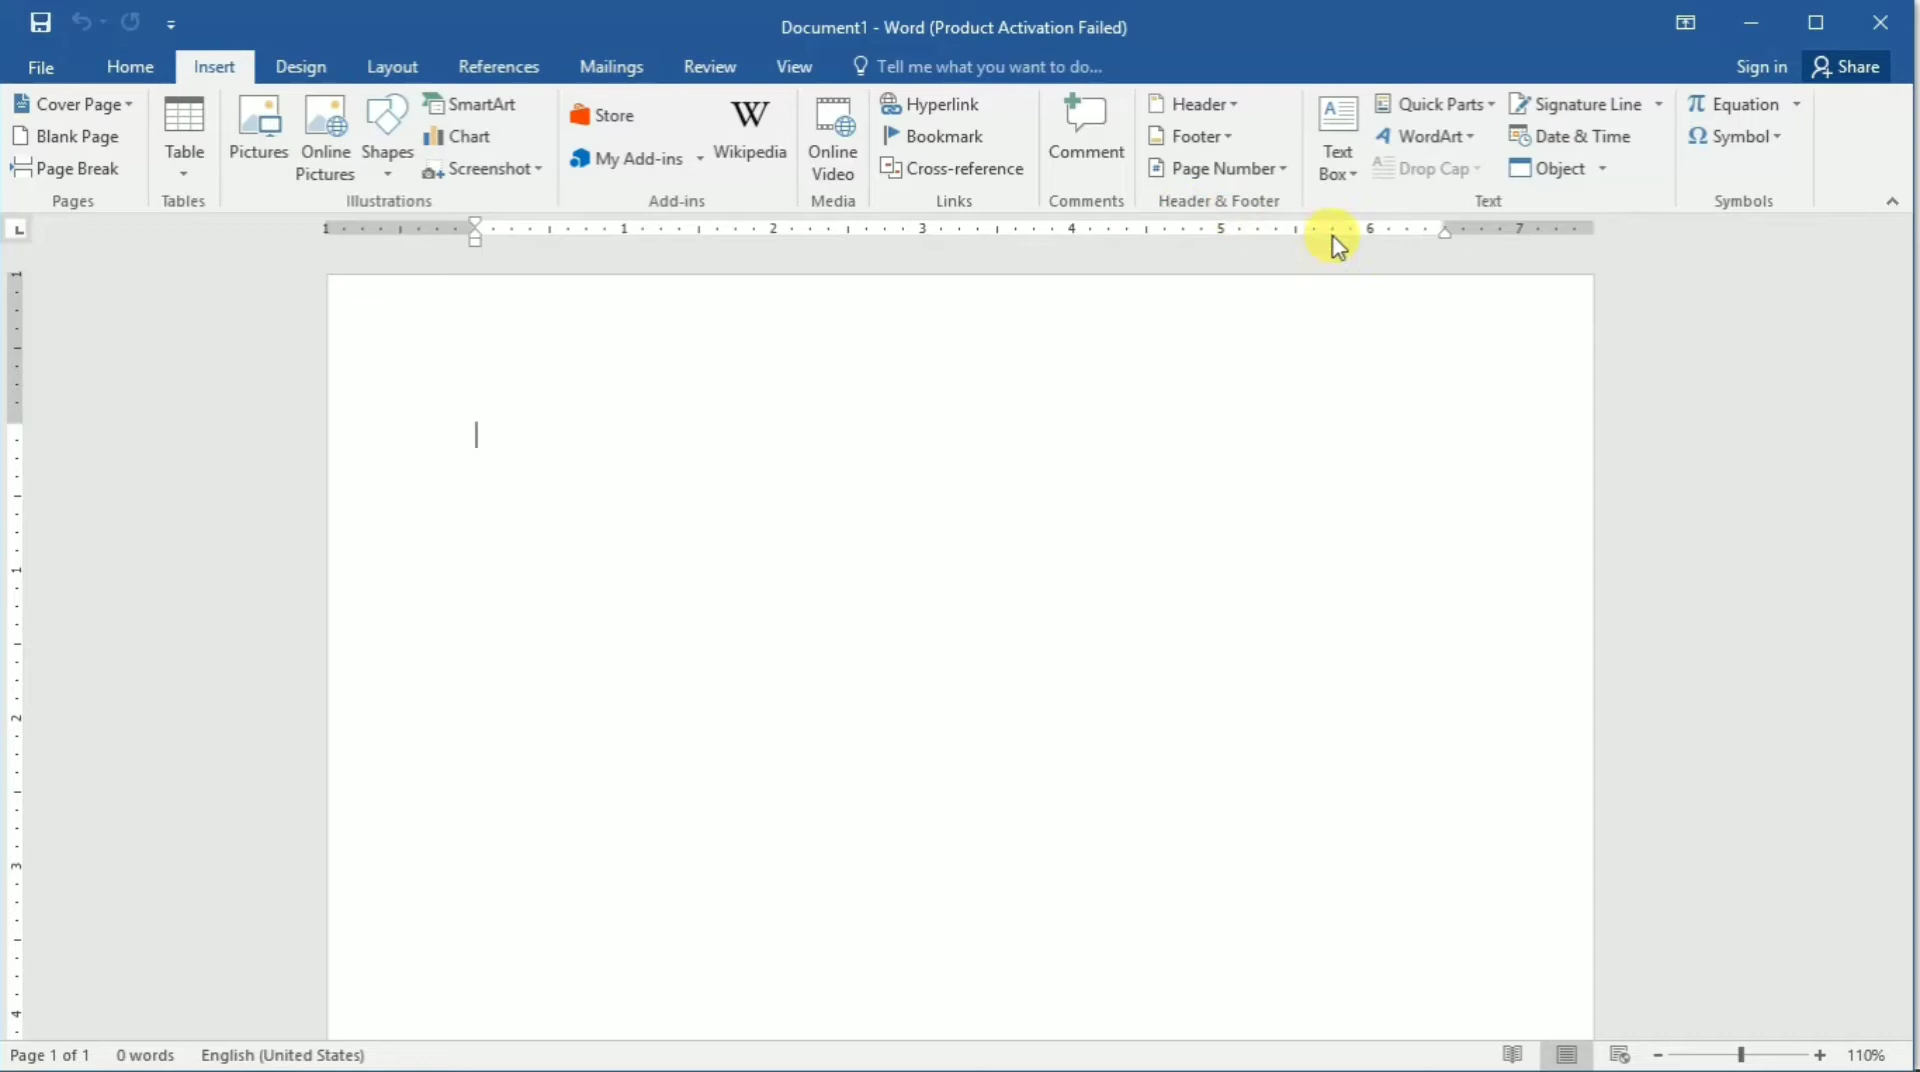 Document1 - Word (Product Activation Failed)
File Home Insert Design Layout References Mailings Review View Tell me what you want to do... Sign in Share
Cover Page
Blank Page
Page Break
Pages
Table
Tables
Pictures
Online Pictures
Shapes
SmartArt
Chart
Screenshot
Illustrations
Store
My Add-ins
Wikipedia
Add-ins
Online Video
Media
Hyperlink
Bookmark
Cross-reference
Links
Comment
Comments
Header
Footer
Page Number
Header & Footer
Text Box
Quick Parts
WordArt
Drop Cap
Signature Line
Date & Time
Object
Text
π Equation
Ω Symbol
Symbols
1 1 2 3 4 5 6 7
1
1
2
3
4
Page 1 of 1 0 words English (United States) 110%